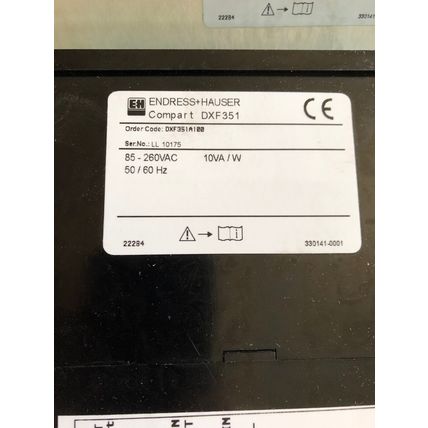 22284
330141
E+H ENDRESS+HAUSER
Compart DXF351
CE
Order Code: DXF351A100
Ser.No.: LL 10175
85 - 260VAC 10VA / W
50 / 60 Hz
22284
330141-0001